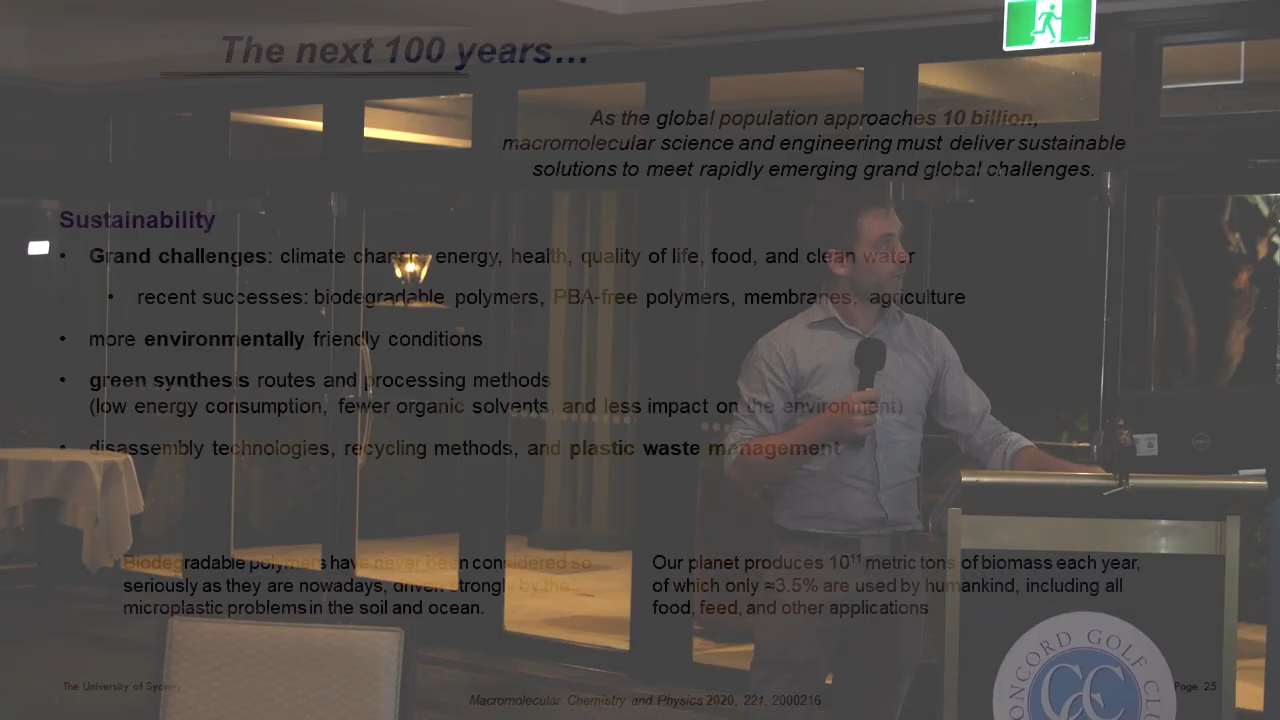 The next 100 years...
As the global population approaches 10 billion,
macromolecular science and engineering must deliver sustainable
solutions to meet rapidly emerging grand global challenges.
Sustainability
• Grand challenges: climate change, energy, health, quality of life, food, and clean water
• recent successes: biodegradable polymers, PBA-free polymers, membranes, agriculture
• more environmentally friendly conditions
• green synthesis routes and processing methods
(low energy consumption, fewer organic solvents, and less impact on the environment)
• disassembly technologies, recycling methods, and plastic waste management
Biodegradable polymers have never been considered so
seriously as they are nowadays, driven strongly by the
microplastic problems in the soil and ocean.
Our planet produces 10¹¹ metric tons of biomass each year,
of which only ≈3.5% are used by humankind, including all
food, feed, and other applications
CONCORD GOLF
The University of Sydney
Macromolecular Chemistry and Physics 2020, 221, 2000216
Page 25